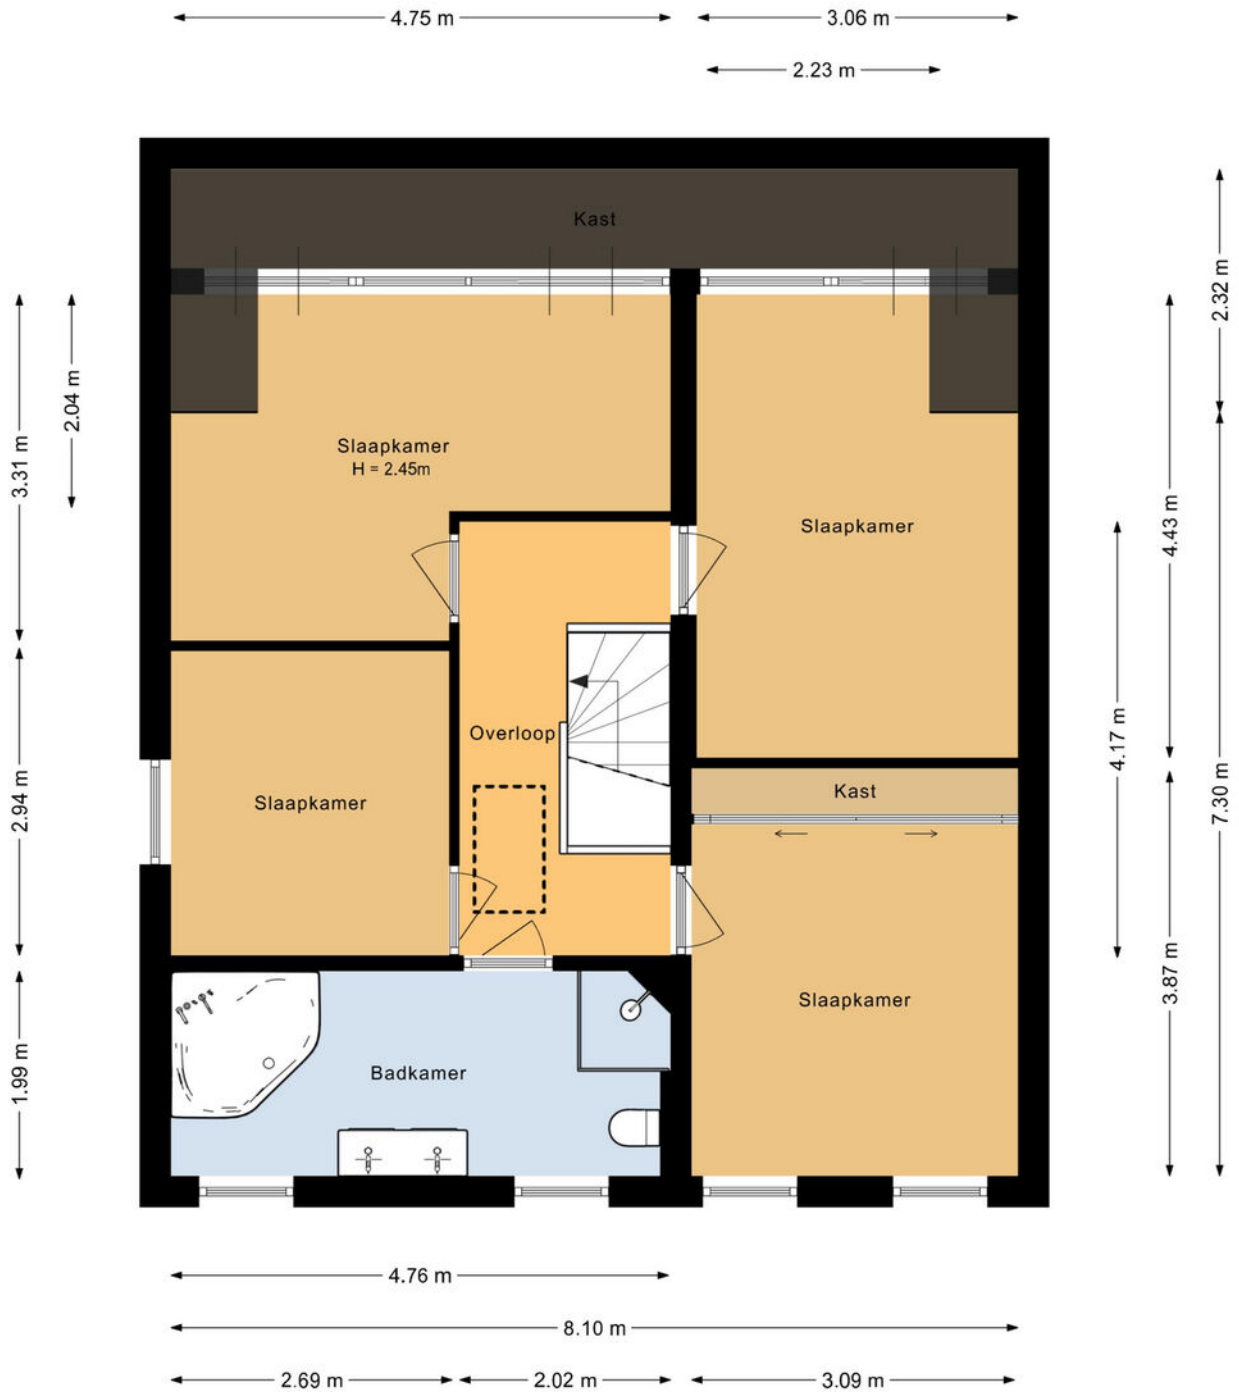 4.75 m
3.06 m
2.23 m
Kast
2.32 m
2.04 m
3.31 m
Slaapkamer
H = 2.45m
Slaapkamer
4.43 m
4.17 m
Overloop
Kast
Slaapkamer
2.94 m
7.30 m
3.87 m
Slaapkamer
Badkamer
1.99 m
4.76 m
8.10 m
2.69 m
2.02 m
3.09 m